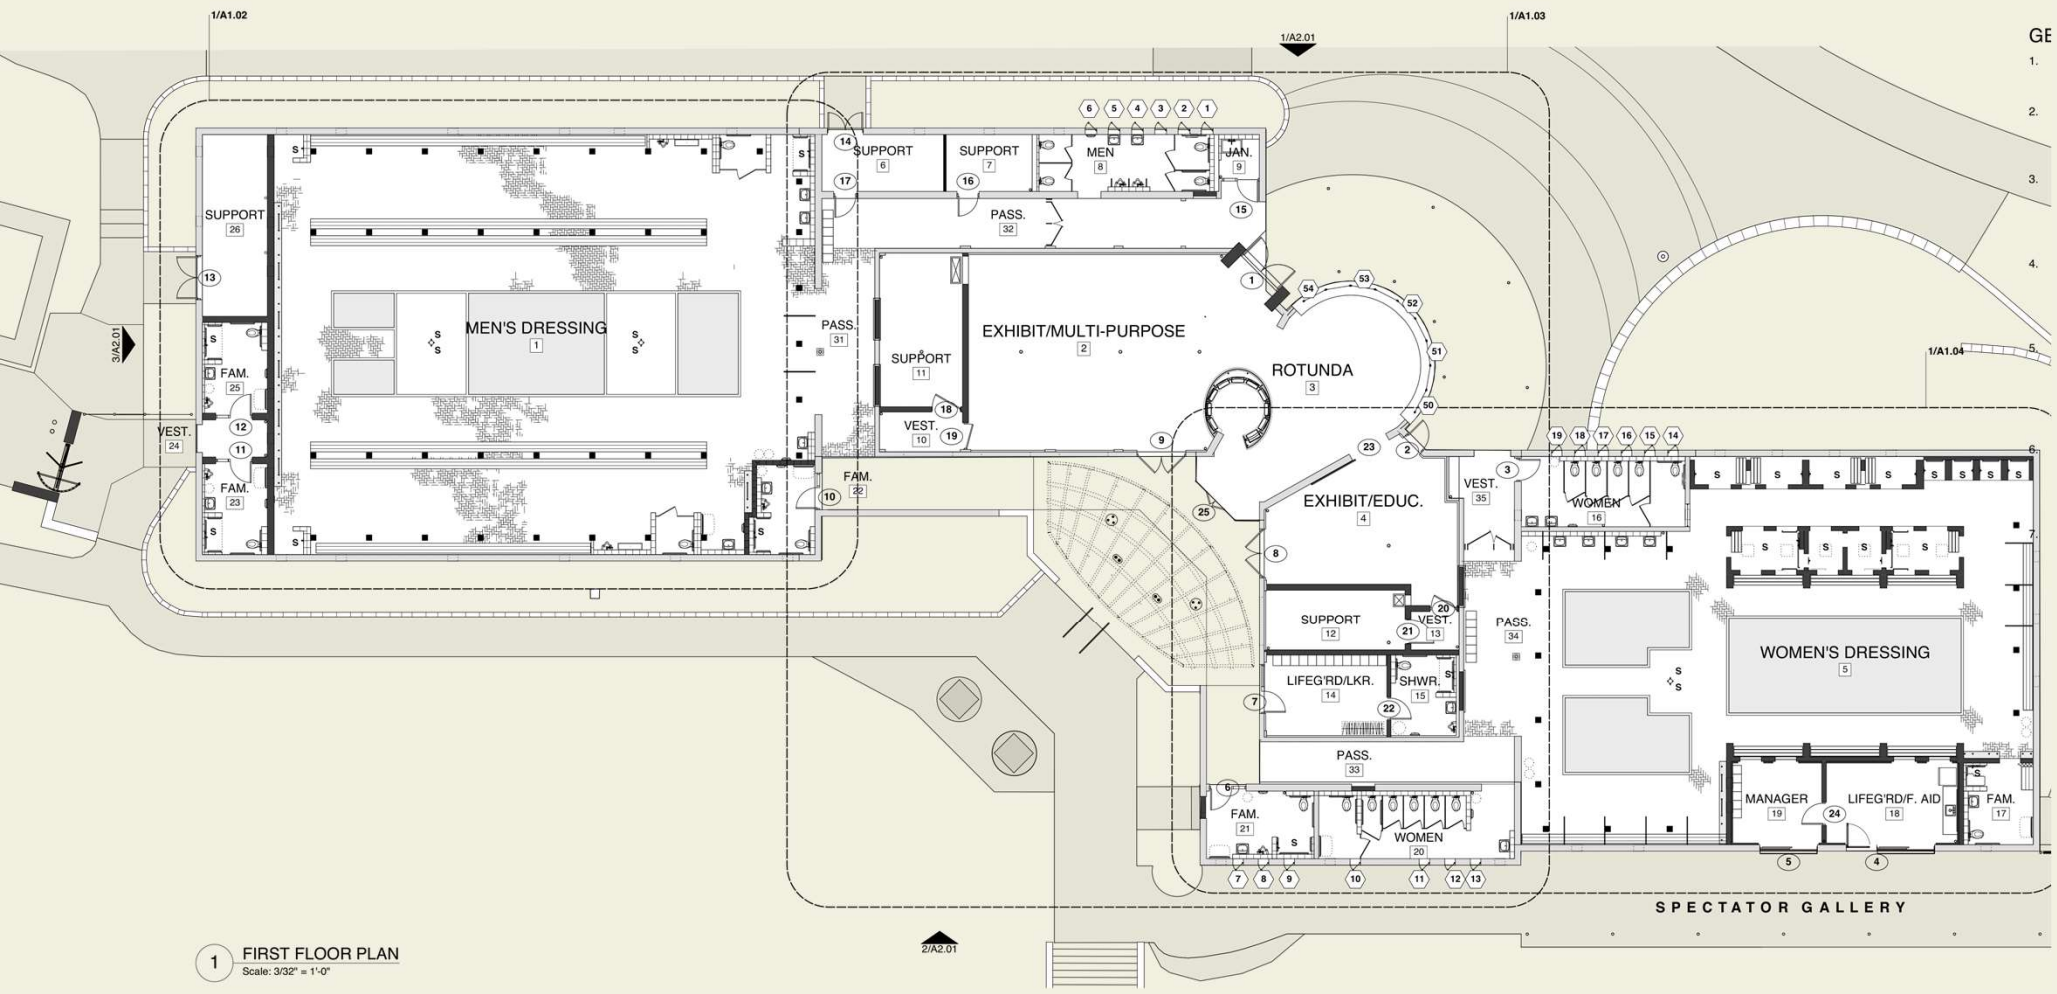 1/A1.02
1/A1.03
1/A2.01
GE
1.
2.
3.
4.
5.
6.
7.
6 5 4 3 2 1
14
SUPPORT
6
SUPPORT
7
MEN
8
JAN.
9
S
S
17
16
15
SUPPORT
26
PASS.
32
13
1
54
53
52
51
50
3/A2.01
MEN'S DRESSING
1
S
S
S
S
PASS.
31
EXHIBIT/MULTI-PURPOSE
2
SUPPORT
11
ROTUNDA
3
1/A1.04
S
FAM.
25
12
VEST.
24
11
18
VEST.
10
19
9
23
2
FAM.
23
S
S
S
10
FAM.
22
25
EXHIBIT/EDUC.
4
8
3
VEST.
35
19 18 17 16 15 14
WOMEN
16
S S S S S S S
S S S S
SUPPORT
12
20
21
VEST.
13
PASS.
34
WOMEN'S DRESSING
5
S
S
LIFEG'RD/LKR.
14
SHWR.
15
S
7
22
PASS.
33
6
FAM.
21
S
WOMEN
20
MANAGER
19
24
LIFEG'RD/F. AID
18
S
FAM.
17
5
4
7 8 9 10 11 12 13
SPECTATOR GALLERY
2/A2.01
1
FIRST FLOOR PLAN
Scale: 3/32" = 1'-0"